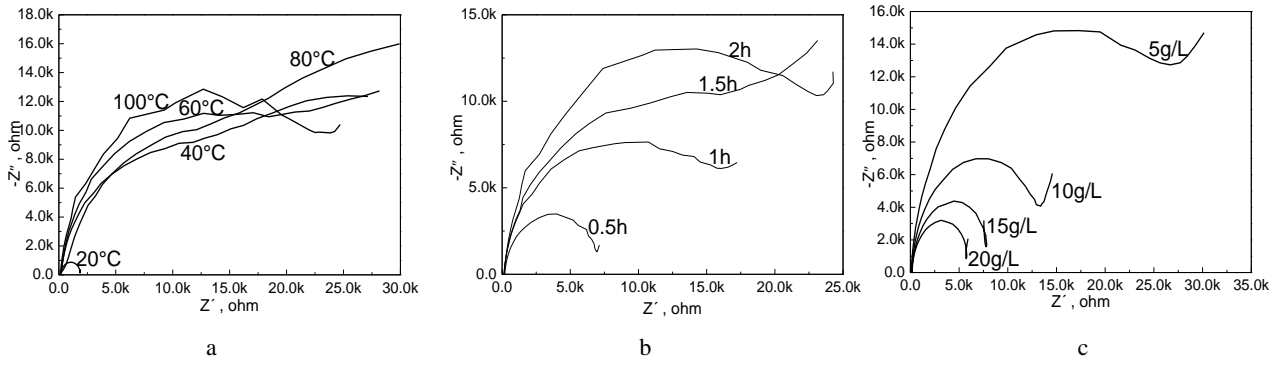 18.0k
16.0k
14.0k
12.0k
10.0k
8.0k
6.0k
4.0k
2.0k
0.0
-Z″ , ohm
80°C
100°C
60°C
40°C
20°C
0.0 5.0k 10.0k 15.0k 20.0k 25.0k 30.0k
Z´ , ohm
a
15.0k
10.0k
5.0k
0.0
-Z″ , ohm
2h
1.5h
1h
0.5h
0.0 5.0k 10.0k 15.0k 20.0k 25.0k
Z´ , ohm
b
16.0k
14.0k
12.0k
10.0k
8.0k
6.0k
4.0k
2.0k
0.0
-Z″ , ohm
5g/L
10g/L
15g/L
20g/L
0.0 5.0k 10.0k 15.0k 20.0k 25.0k 30.0k 35.0k
Z´ , ohm
c